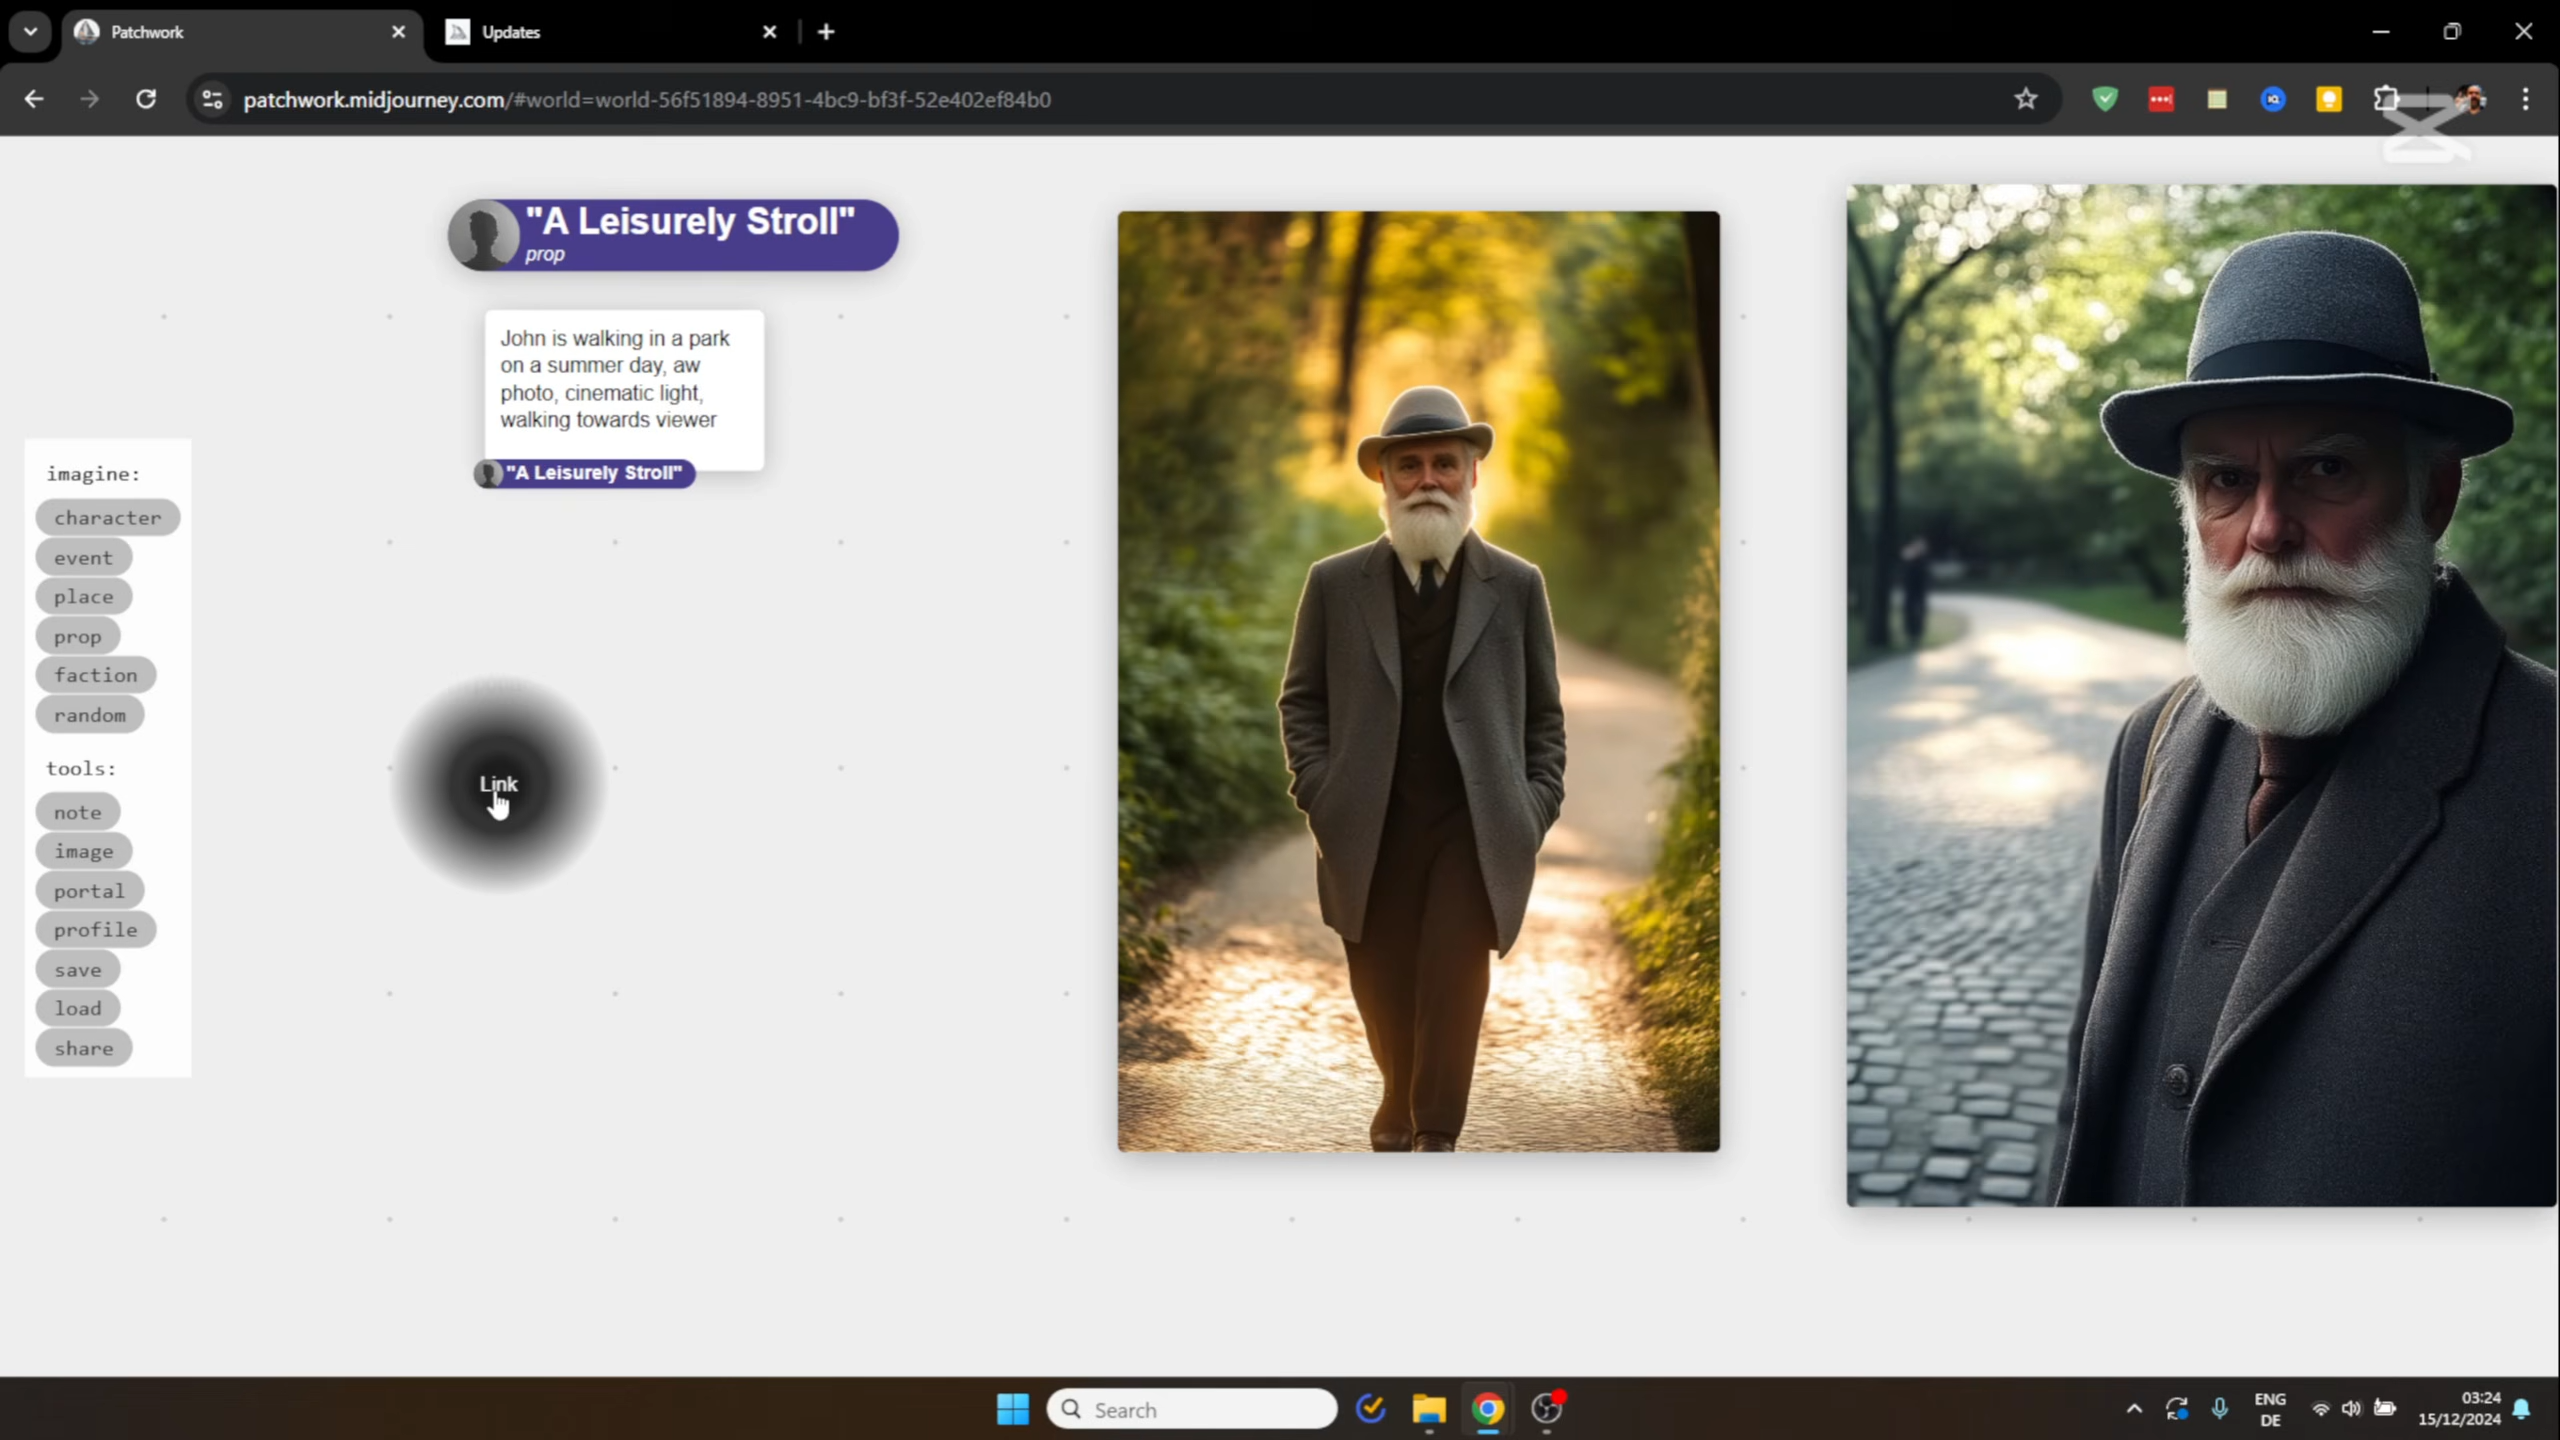 Patchwork
Updates
patchwork.midjourney.com/#world=world-56f51894-8951-4bc9-bf3f-52e402ef84b0
"A Leisurely Stroll"
prop
John is walking in a park
on a summer day, aw
photo, cinematic light,
walking towards viewer
"A Leisurely Stroll"
imagine:
character
event
place
prop
faction
random
tools:
note
image
portal
profile
save
load
share
Link
Search
ENG
DE
03:24
15/12/2024